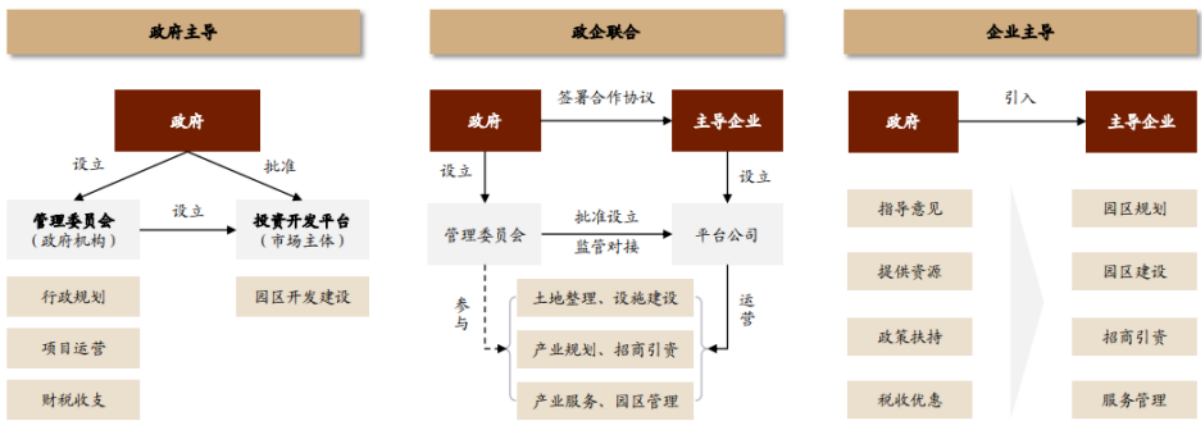 政府主导
政府
设立
批准
管理委员会
（政府机构）
设立
投资开发平台
（市场主体）
行政规划
园区开发建设
项目运营
财税收支
政企联合
政府
签署合作协议
主导企业
设立
设立
管理委员会
批准设立
监管对接
平台公司
参与
运营
土地整理、设施建设
产业规划、招商引资
产业服务、园区管理
企业主导
政府
引入
主导企业
指导意见
园区规划
提供资源
园区建设
政策扶持
招商引资
税收优惠
服务管理